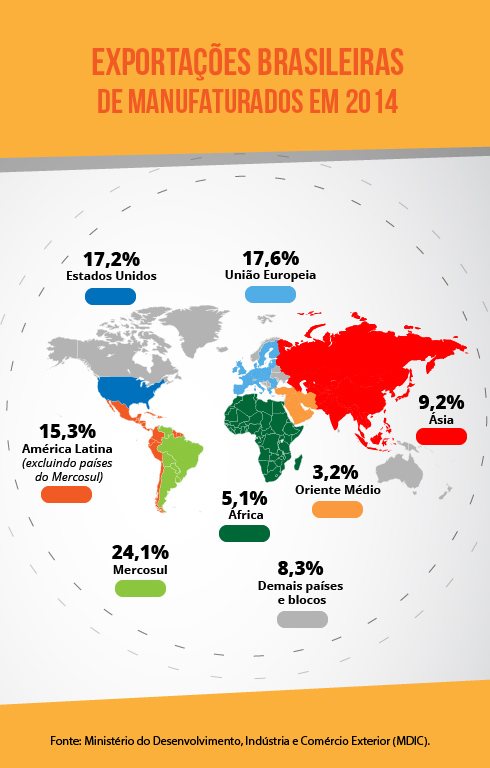 EXPORTAÇÕES BRASILEIRAS
DE MANUFATURADOS EM 2014
17,2%
Estados Unidos
17,6%
União Europeia
9,2%
Ásia
15,3%
América Latina
(excluindo países
do Mercosul)
3,2%
Oriente Médio
5,1%
África
24,1%
Mercosul
8,3%
Demais países
e blocos
Fonte: Ministério do Desenvolvimento, Indústria e Comércio Exterior (MDIC).